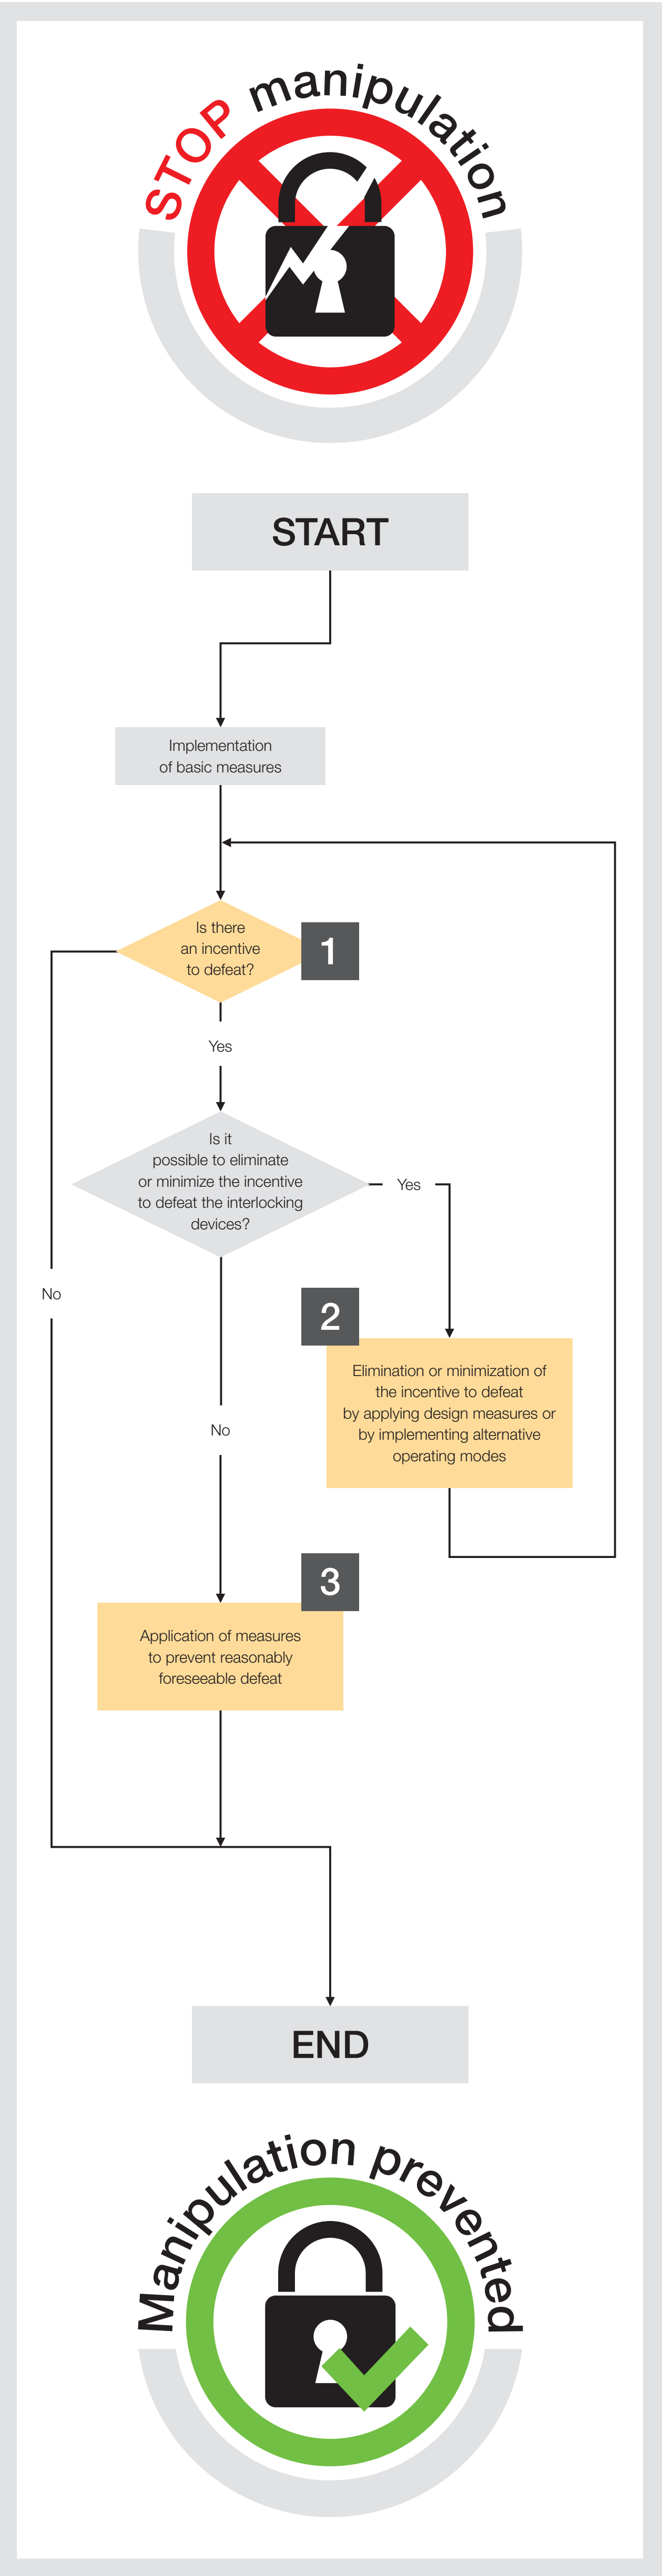 STOP manipulation
START
Implementation
of basic measures
Is there
an incentive
to defeat?
1
Yes
Is it
possible to eliminate
or minimize the incentive
to defeat the interlocking
devices?
Yes
No
2
Elimination or minimization of
the incentive to defeat
by applying design measures or
by implementing alternative
operating modes
No
3
Application of measures
to prevent reasonably
foreseeable defeat
END
Manipulation prevented